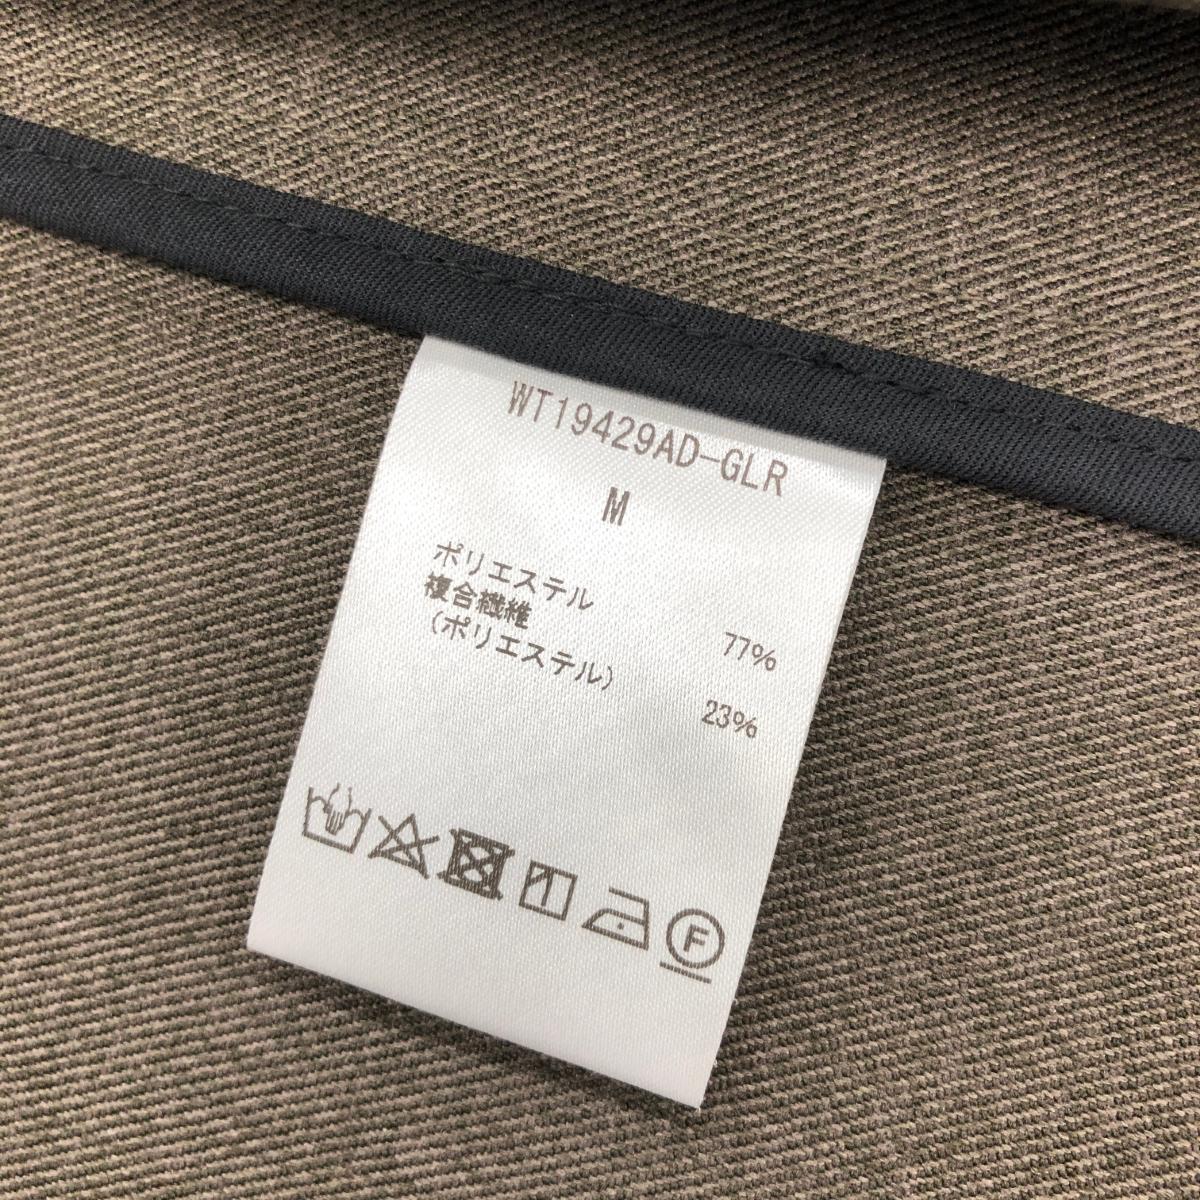 WT19429AD-GLR
M
ポリエステル 77%
複合繊維
(ポリエステル) 23%
F